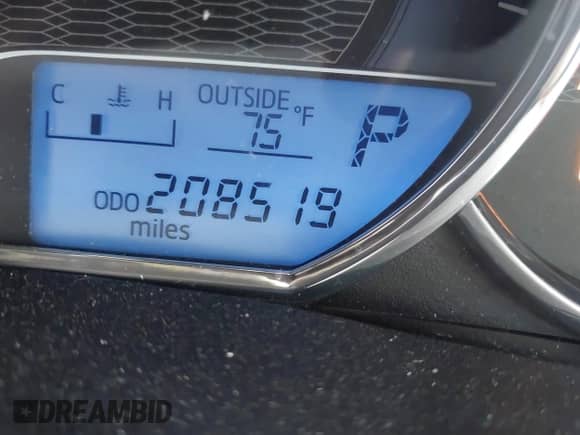 C H OUTSIDE °F P
75
ODO 208519
miles
DREAMBID